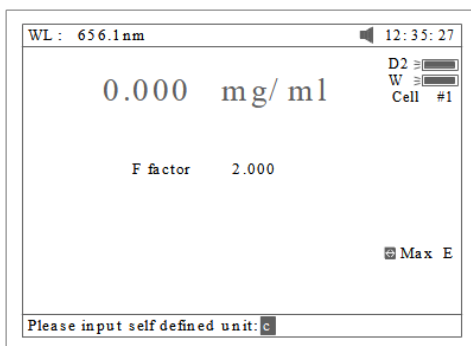 WL: 656.1nm 12:35:27
D2
W
Cell #1
0.000 mg/ml
F factor 2.000
Max E
Please input self defined unit: c